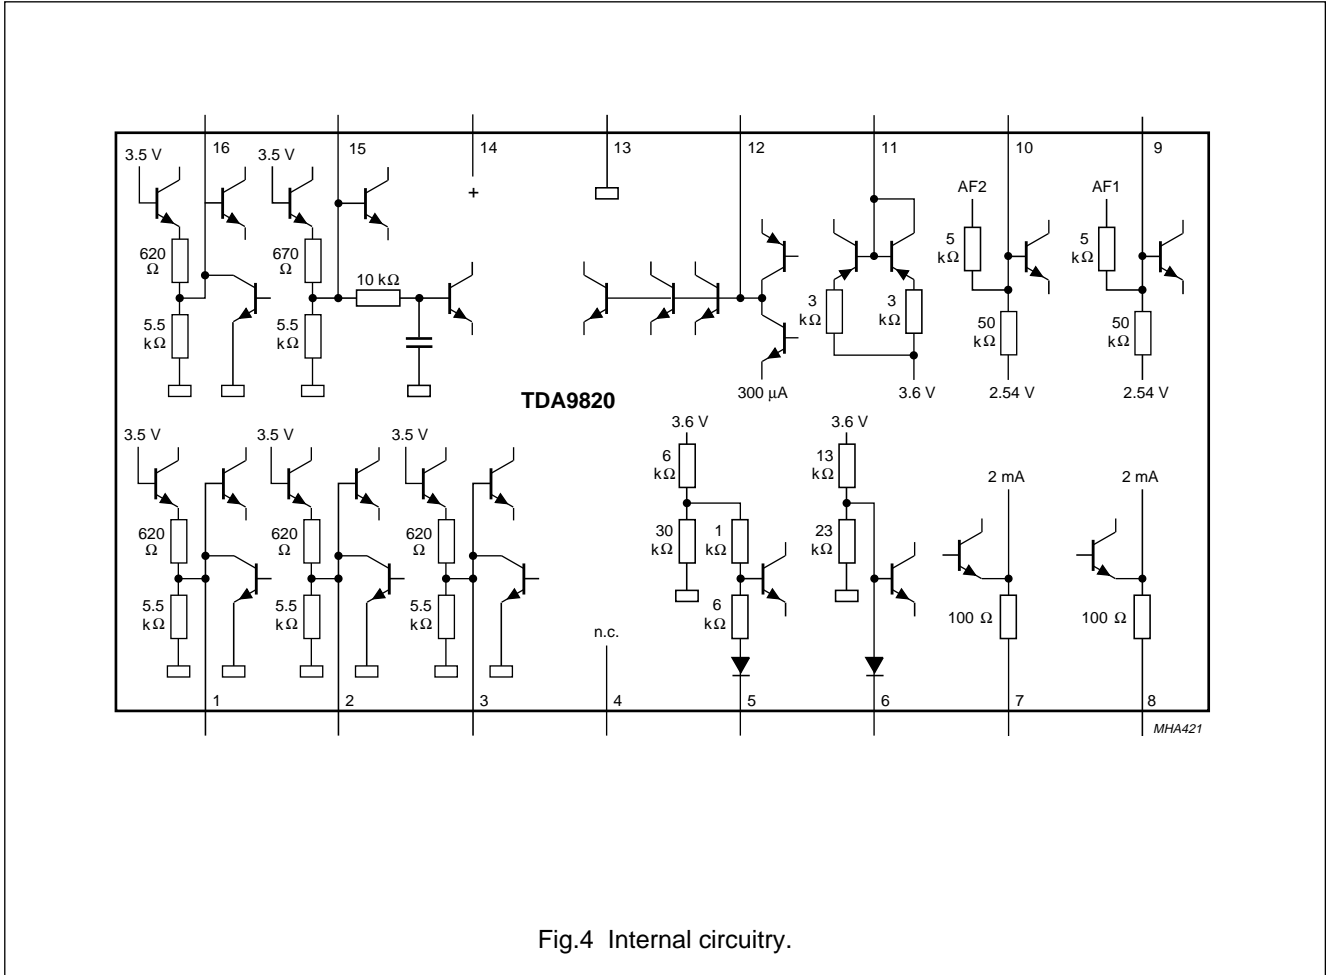 16 15 14 13 12 11 10 9
3.5 V 3.5 V
+
AF2 AF1
620 Ω 670 Ω 5 kΩ 5 kΩ
10 kΩ
5.5 kΩ 5.5 kΩ 3 kΩ 3 kΩ 50 kΩ 50 kΩ
300 μA 3.6 V 2.54 V 2.54 V
TDA9820
3.5 V 3.5 V 3.5 V 3.6 V 3.6 V
6 kΩ 13 kΩ 2 mA 2 mA
620 Ω 620 Ω 620 Ω 30 kΩ 1 kΩ 23 kΩ
5.5 kΩ 5.5 kΩ 5.5 kΩ 6 kΩ 100 Ω 100 Ω
n.c.
1 2 3 4 5 6 7 8
MHA421
Fig.4 Internal circuitry.